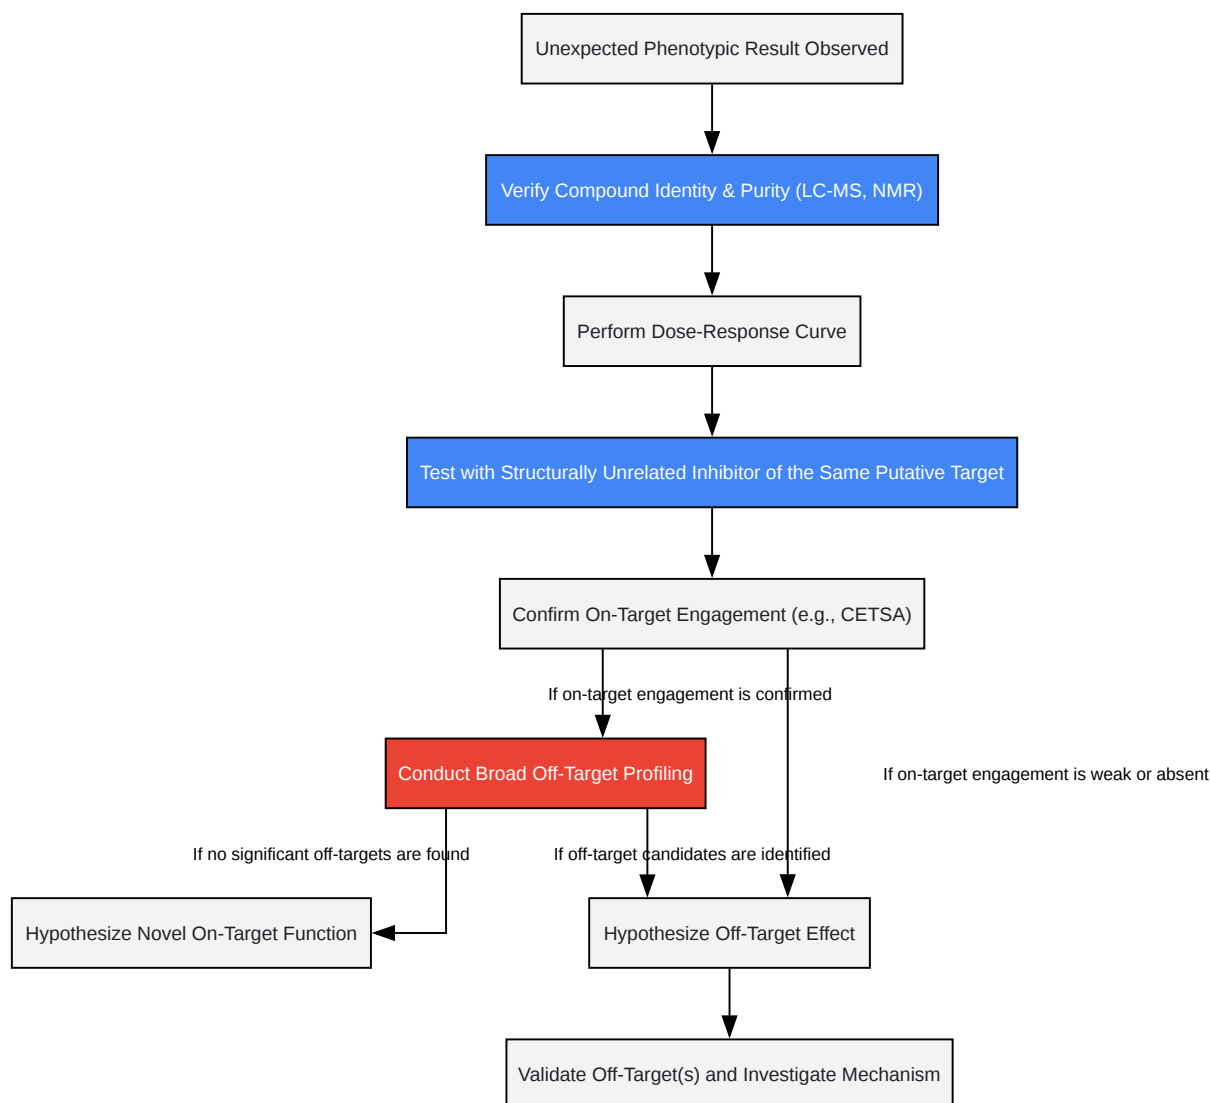 Unexpected Phenotypic Result Observed
Verify Compound Identity & Purity (LC-MS, NMR)
Perform Dose-Response Curve
Test with Structurally Unrelated Inhibitor of the Same Putative Target
Confirm On-Target Engagement (e.g., CETSA)
If on-target engagement is confirmed
Conduct Broad Off-Target Profiling
If on-target engagement is weak or absent
If no significant off-targets are found
If off-target candidates are identified
Hypothesize Novel On-Target Function
Hypothesize Off-Target Effect
Validate Off-Target(s) and Investigate Mechanism